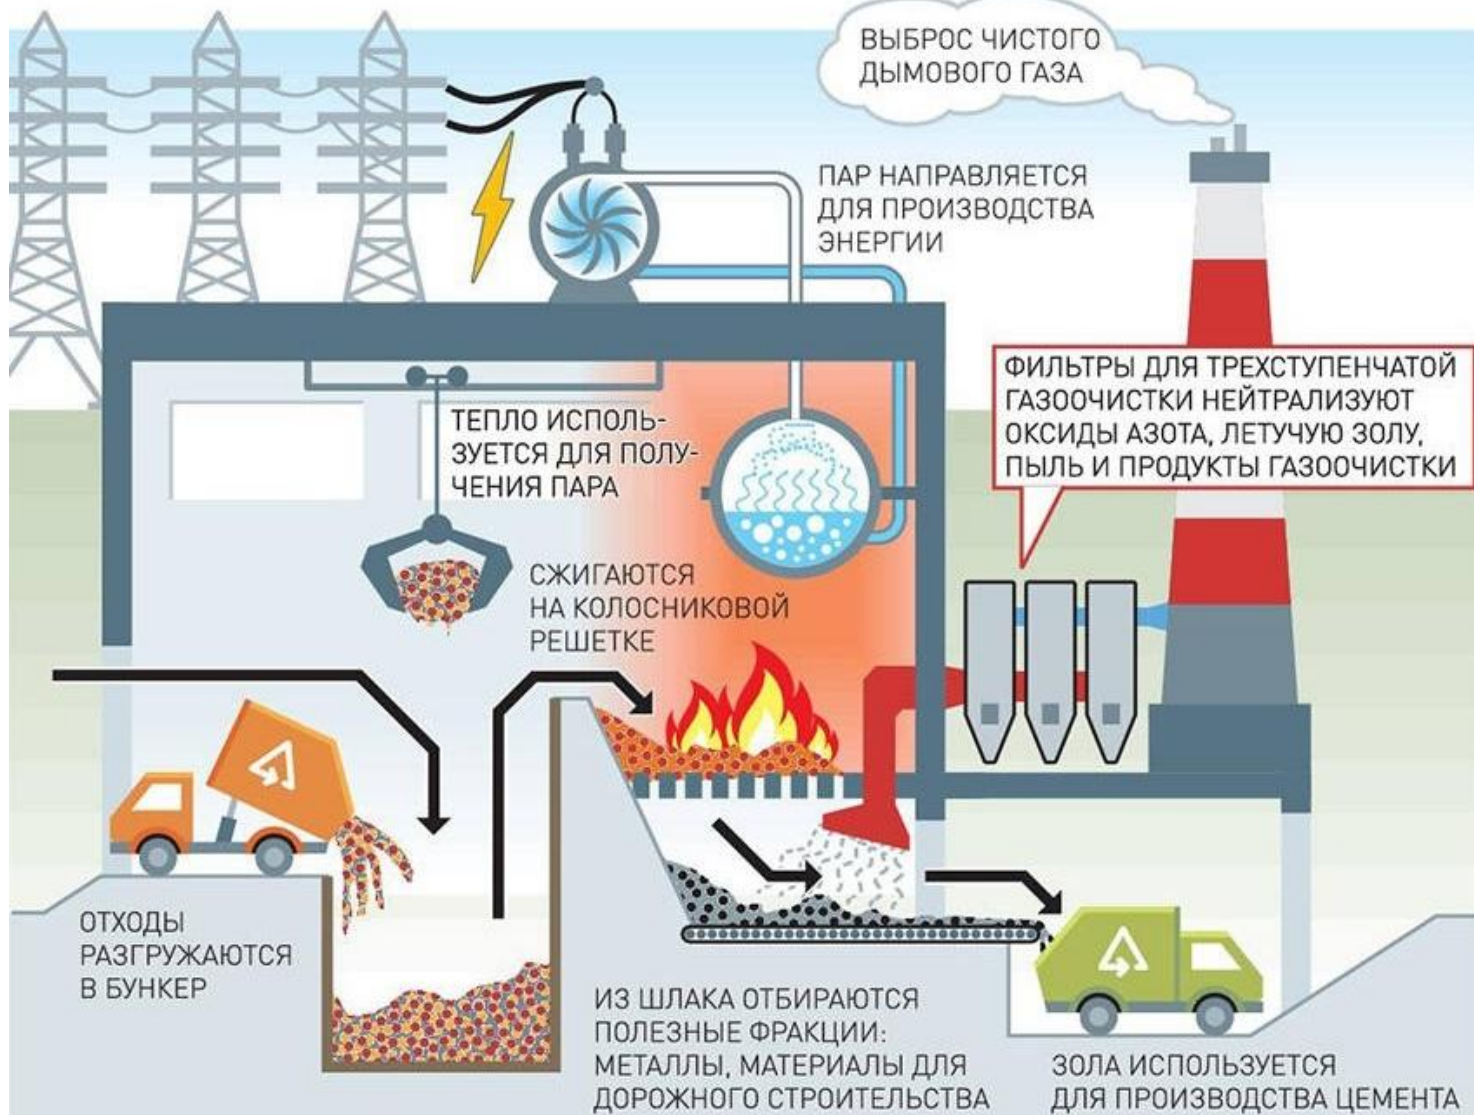 ВЫБРОС ЧИСТОГО
ДЫМОВОГО ГАЗА
ПАР НАПРАВЛЯЕТСЯ
ДЛЯ ПРОИЗВОДСТВА
ЭНЕРГИИ
ФИЛЬТРЫ ДЛЯ ТРЕХСТУПЕНЧАТОЙ
ГАЗООЧИСТКИ НЕЙТРАЛИЗУЮТ
ОКСИДЫ АЗОТА, ЛЕТУЧУЮ ЗОЛУ,
ПЫЛЬ И ПРОДУКТЫ ГАЗООЧИСТКИ
ТЕПЛО ИСПОЛЬ-
ЗУЕТСЯ ДЛЯ ПОЛУ-
ЧЕНИЯ ПАРА
СЖИГАЮТСЯ
НА КОЛОСНИКОВОЙ
РЕШЕТКЕ
ОТХОДЫ
РАЗГРУЖАЮТСЯ
В БУНКЕР
ИЗ ШЛАКА ОТБИРАЮТСЯ
ПОЛЕЗНЫЕ ФРАКЦИИ:
МЕТАЛЛЫ, МАТЕРИАЛЫ ДЛЯ
ДОРОЖНОГО СТРОИТЕЛЬСТВА
ЗОЛА ИСПОЛЬЗУЕТСЯ
ДЛЯ ПРОИЗВОДСТВА ЦЕМЕНТА